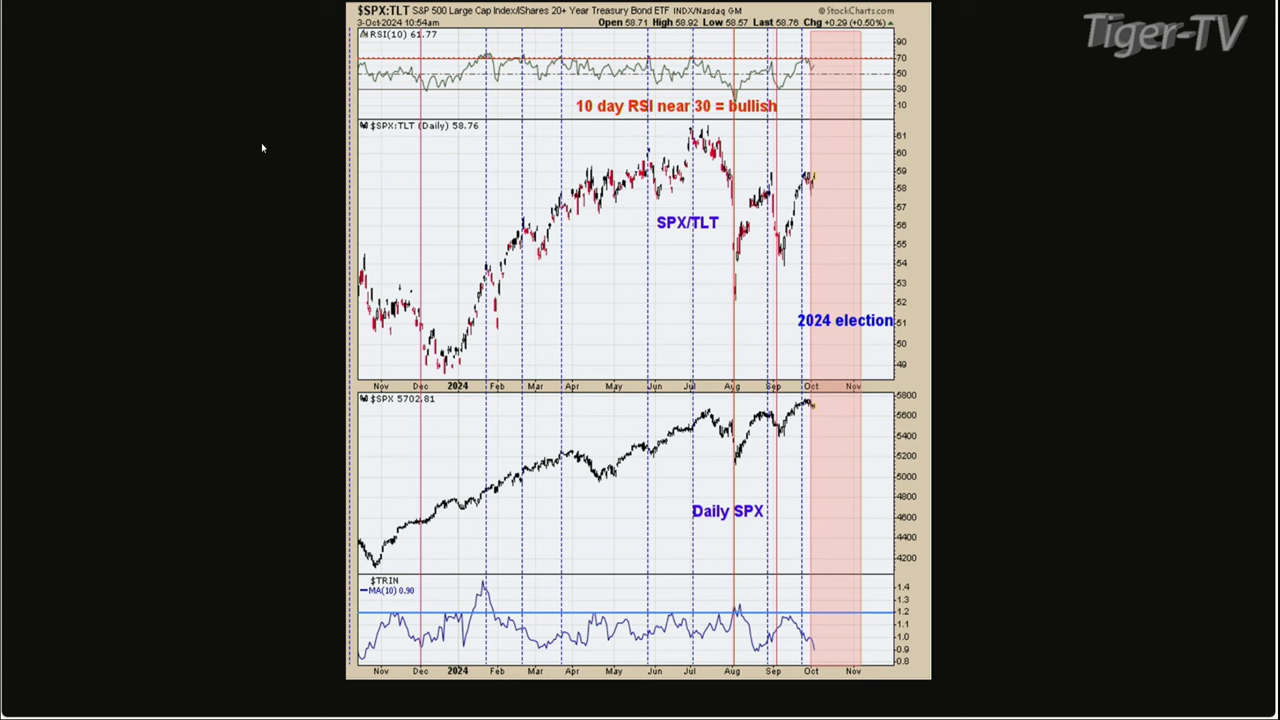 Tiger-TV
$SPX:TLT S&P 500 Large Cap Index/iShares 20+ Year Treasury Bond ETF INDX/Nasdaq GM
© StockCharts.com
3-Oct-2024 10:54am
Open 58.71 High 58.92 Low 58.57 Last 58.76 Chg +0.29 (+0.50%)
RSI(10) 61.77
90
70
50
30
10
10 day RSI near 30 = bullish
$SPX:TLT (Daily) 58.76
61
60
59
58
57
56
55
54
53
52
51
50
49
SPX/TLT
2024 election
Nov Dec 2024 Feb Mar Apr May Jun Jul Aug Sep Oct Nov
$SPX 5702.81
5800
5600
5400
5200
5000
4800
4600
4400
4200
Daily SPX
$TRIN
MA(10) 0.90
1.4
1.3
1.2
1.1
1.0
0.9
0.8
Nov Dec 2024 Feb Mar Apr May Jun Jul Aug Sep Oct Nov